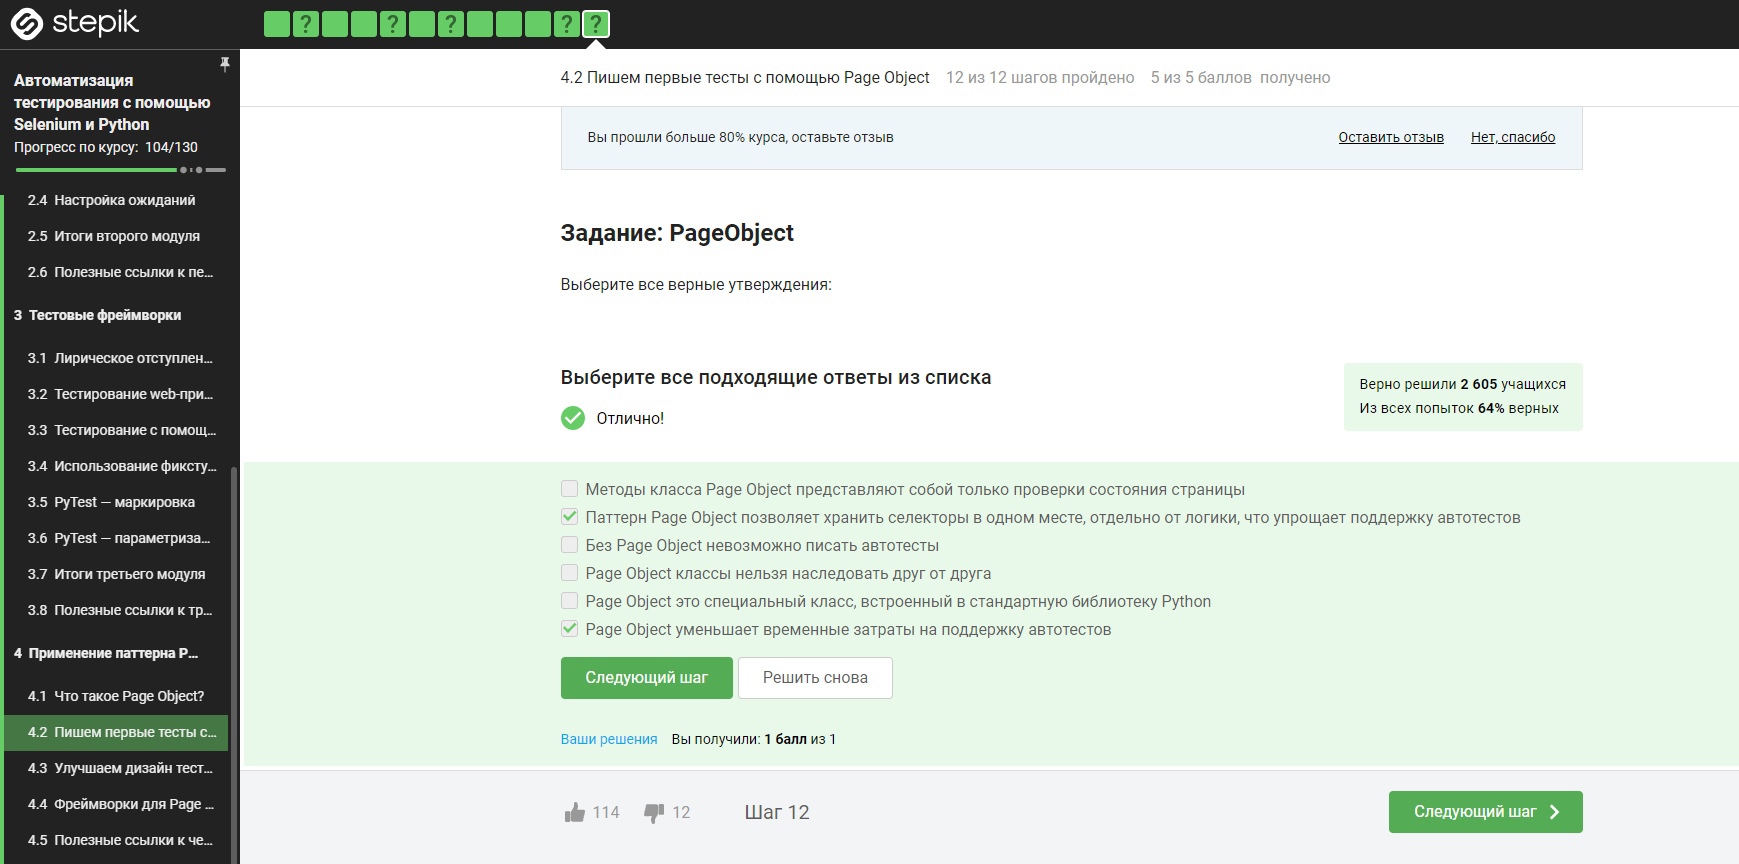 stepik
? ? ? ? ?
Автоматизация
тестирования с помощью
Selenium и Python
Прогресс по курсу: 104/130
2.4 Настройка ожиданий
2.5 Итоги второго модуля
2.6 Полезные ссылки к пе...
3 Тестовые фреймворки
3.1 Лирическое отступлен...
3.2 Тестирование web-при...
3.3 Тестирование с помощ...
3.4 Использование фиксту...
3.5 PyTest — маркировка
3.6 PyTest — параметриза...
3.7 Итоги третьего модуля
3.8 Полезные ссылки к тр...
4 Применение паттерна P...
4.1 Что такое Page Object?
4.2 Пишем первые тесты с...
4.3 Улучшаем дизайн тест...
4.4 Фреймворки для Page ...
4.5 Полезные ссылки к че...
4.2 Пишем первые тесты с помощью Page Object 12 из 12 шагов пройдено 5 из 5 баллов получено
Вы прошли больше 80% курса, оставьте отзыв Оставить отзыв Нет, спасибо
Задание: PageObject
Выберите все верные утверждения:
Выберите все подходящие ответы из списка
Отлично!
Верно решили 2 605 учащихся
Из всех попыток 64% верных
Методы класса Page Object представляют собой только проверки состояния страницы
Паттерн Page Object позволяет хранить селекторы в одном месте, отдельно от логики, что упрощает поддержку автотестов
Без Page Object невозможно писать автотесты
Page Object классы нельзя наследовать друг от друга
Page Object это специальный класс, встроенный в стандартную библиотеку Python
Page Object уменьшает временные затраты на поддержку автотестов
Следующий шаг Решить снова
Ваши решения Вы получили: 1 балл из 1
114 12 Шаг 12 Следующий шаг